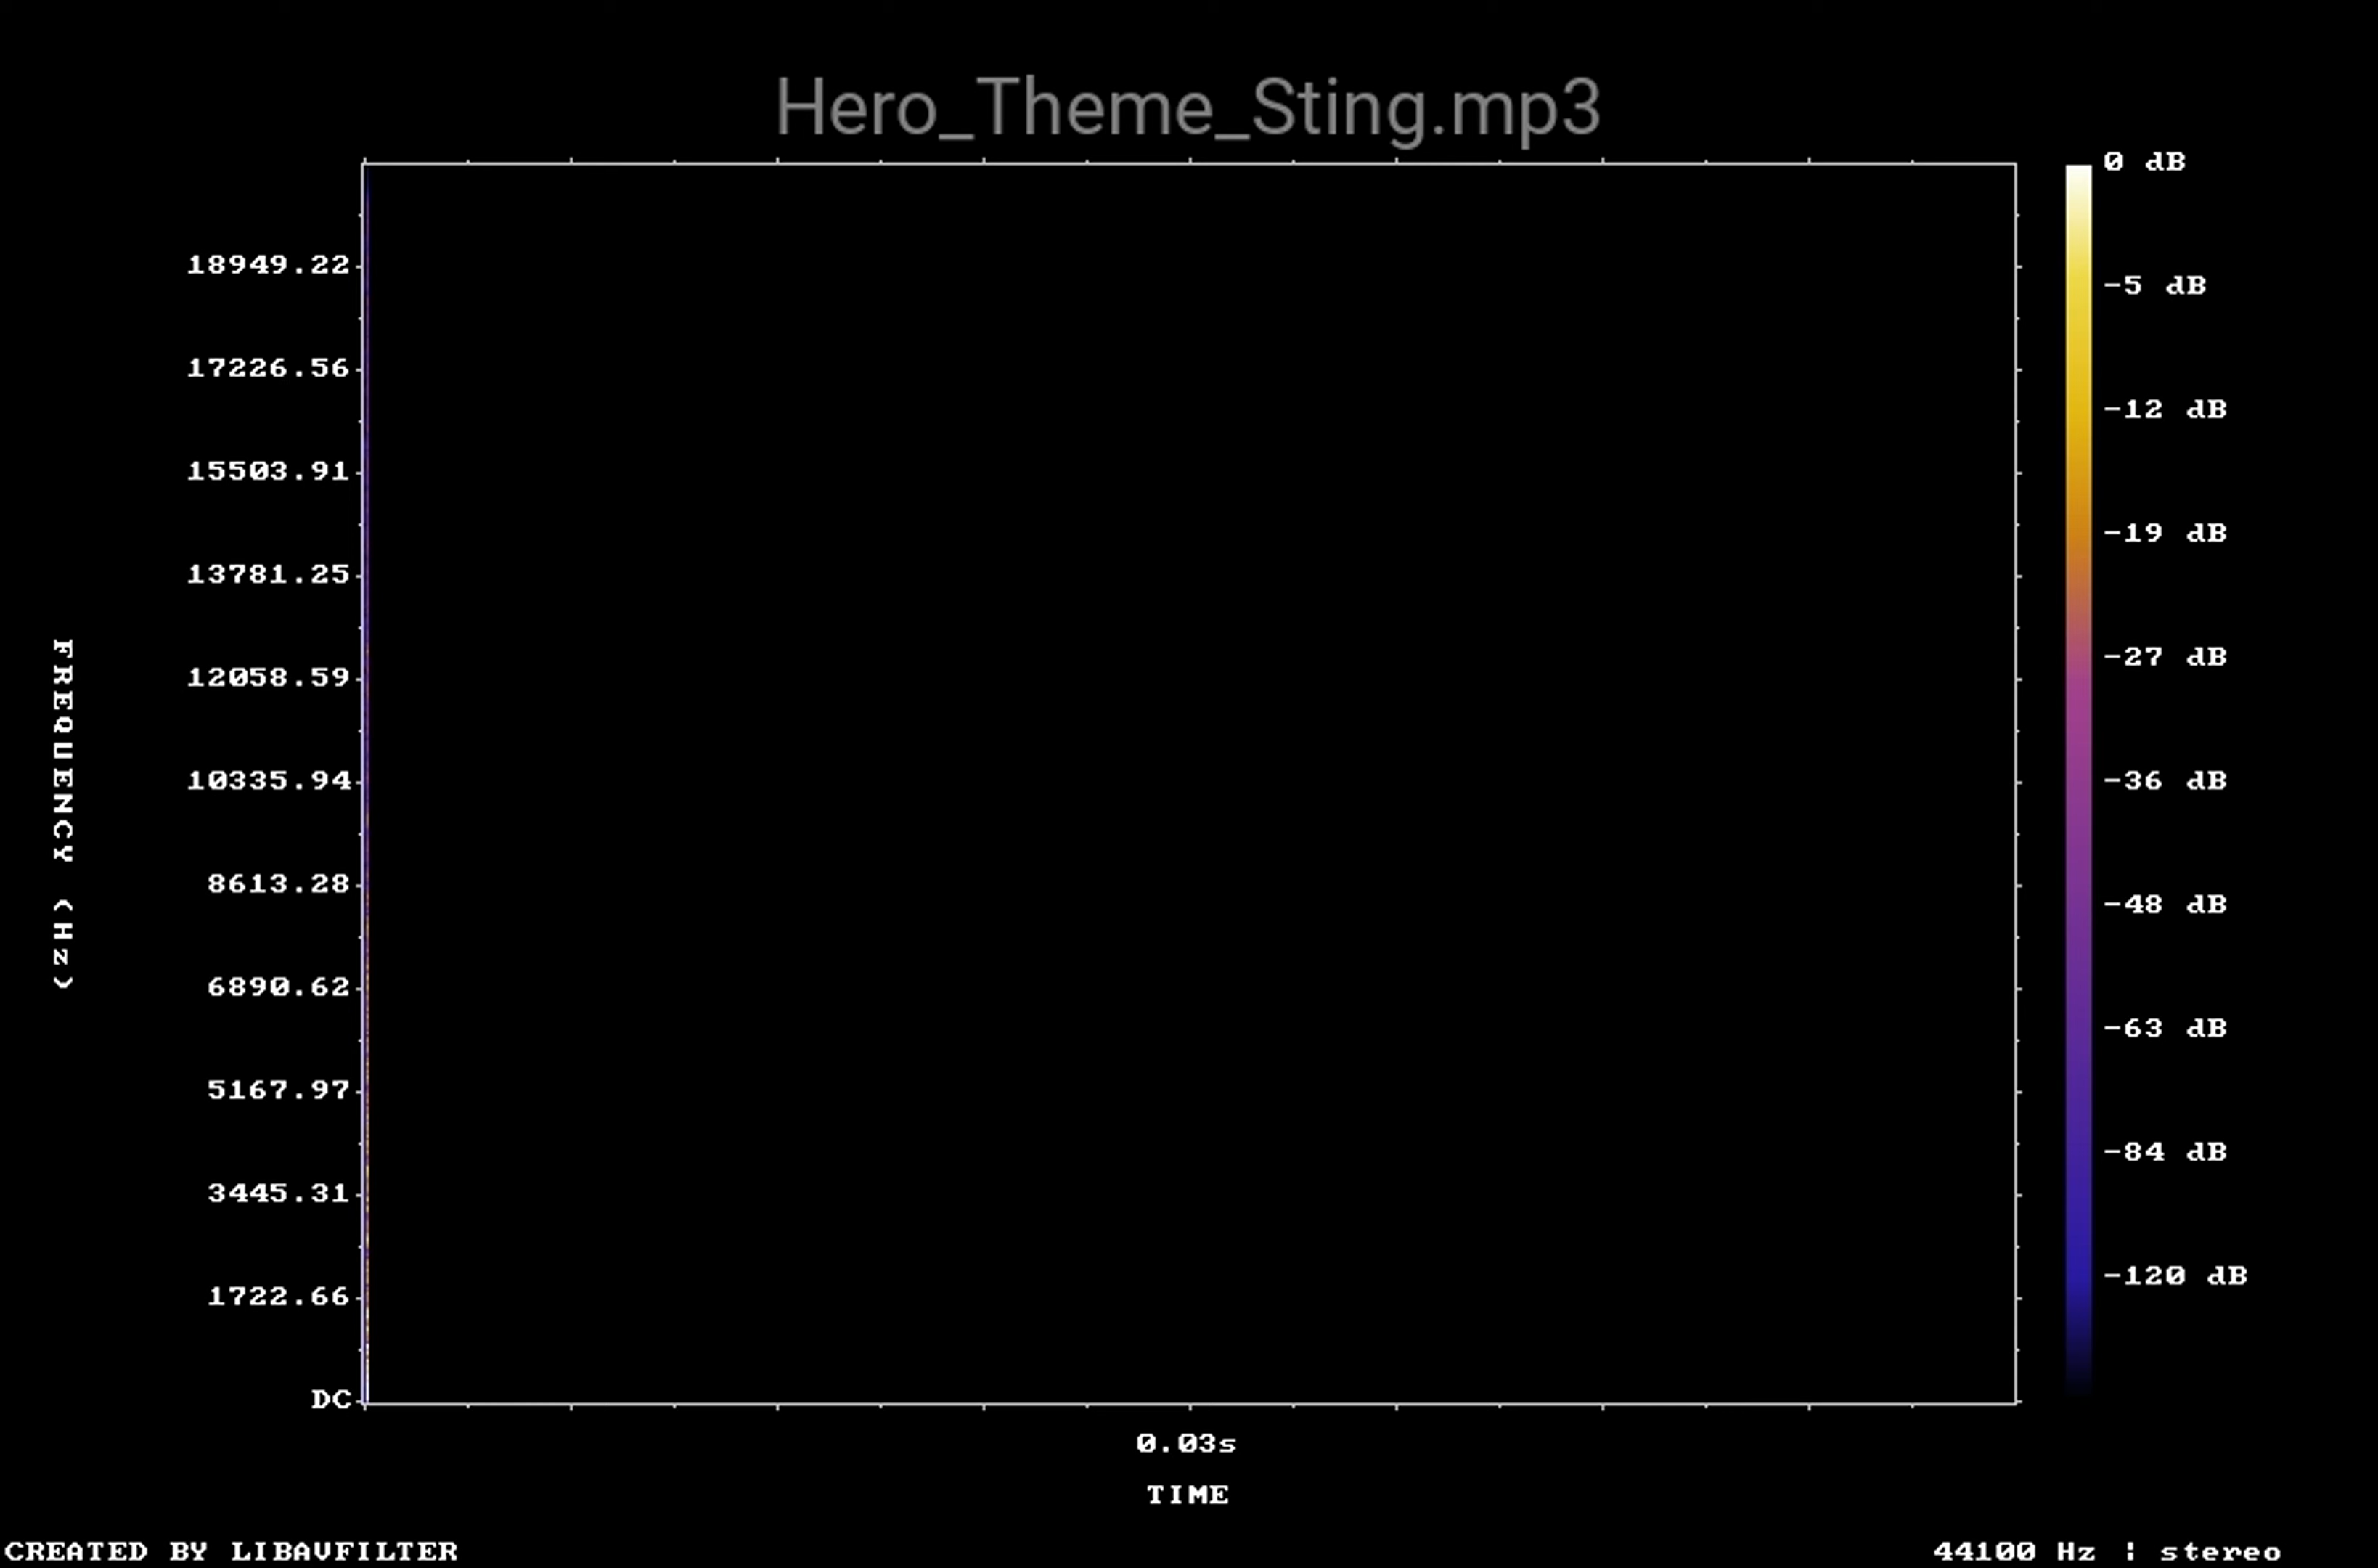 Hero_Theme_Sting.mp3
0 dB
18949.22
-5 dB
17226.56
-12 dB
15503.91
-19 dB
13781.25
-27 dB
12058.59
10335.94
-36 dB
8613.28
-48 dB
6890.62
-63 dB
5167.97
-84 dB
3445.31
-120 dB
1722.66
DC
FREQUENCY (HZ)
0.03s
TIME
CREATED BY LIBAVFILTER
44100 Hz | stereo